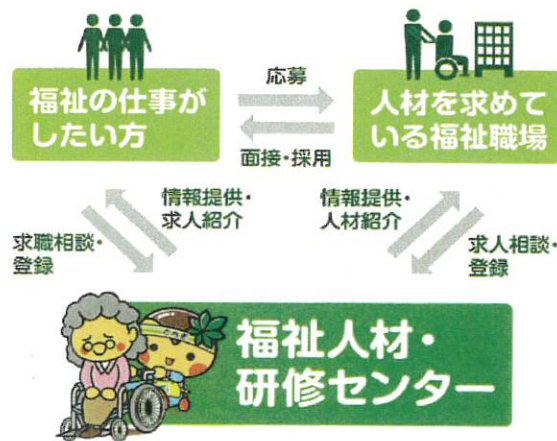 福祉の仕事が
したい方
応募
面接・採用
人材を求めて
いる福祉職場
求職相談・
登録
情報提供・
求人紹介
情報提供・
人材紹介
求人相談・
登録
福祉人材・
研修センター